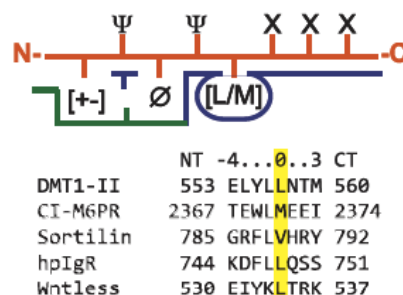 Ψ Ψ X X X
N- -C
[+-] Ø [L/M]
NT -4...0..3 CT
DMT1-II 553 ELYLLNTM 560
CI-M6PR 2367 TEWLMEEI 2374
Sortilin 785 GRFLVHRY 792
hpIgR 744 KDFLLQSS 751
Wntless 530 EIYKLTRK 537